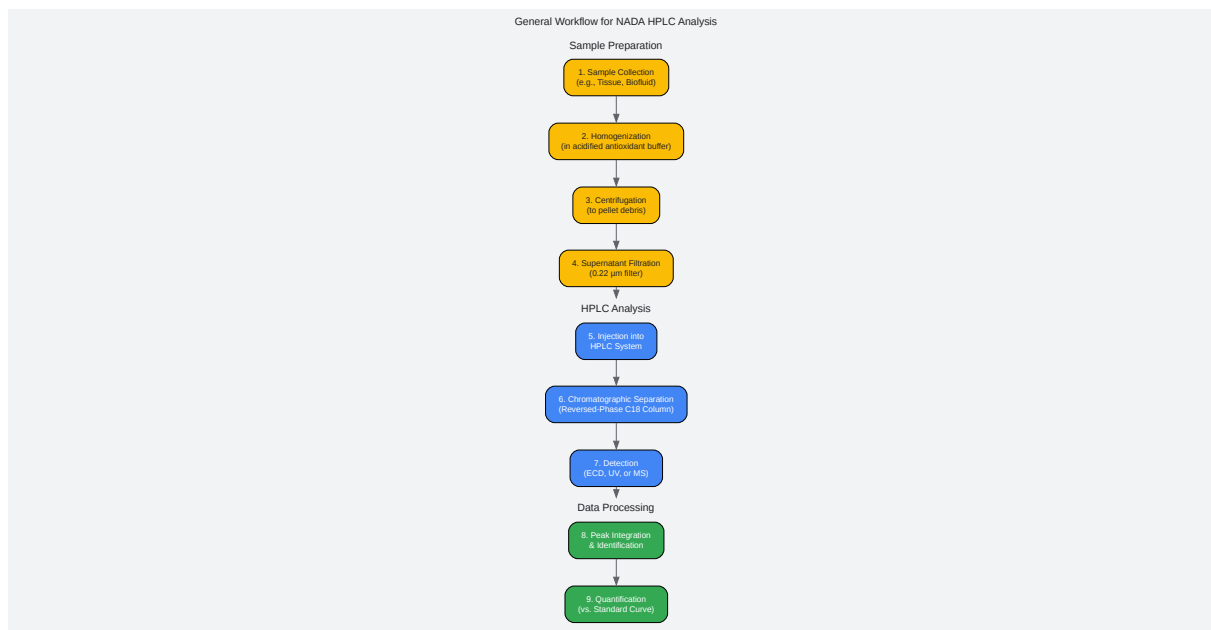 General Workflow for NADA HPLC Analysis
Sample Preparation
1. Sample Collection
(e.g., Tissue, Biofluid)
2. Homogenization
(in acidified antioxidant buffer)
3. Centrifugation
(to pellet debris)
4. Supernatant Filtration
(0.22 µm filter)
HPLC Analysis
5. Injection into
HPLC System
6. Chromatographic Separation
(Reversed-Phase C18 Column)
7. Detection
(ECD, UV, or MS)
Data Processing
8. Peak Integration
& Identification
9. Quantification
(vs. Standard Curve)